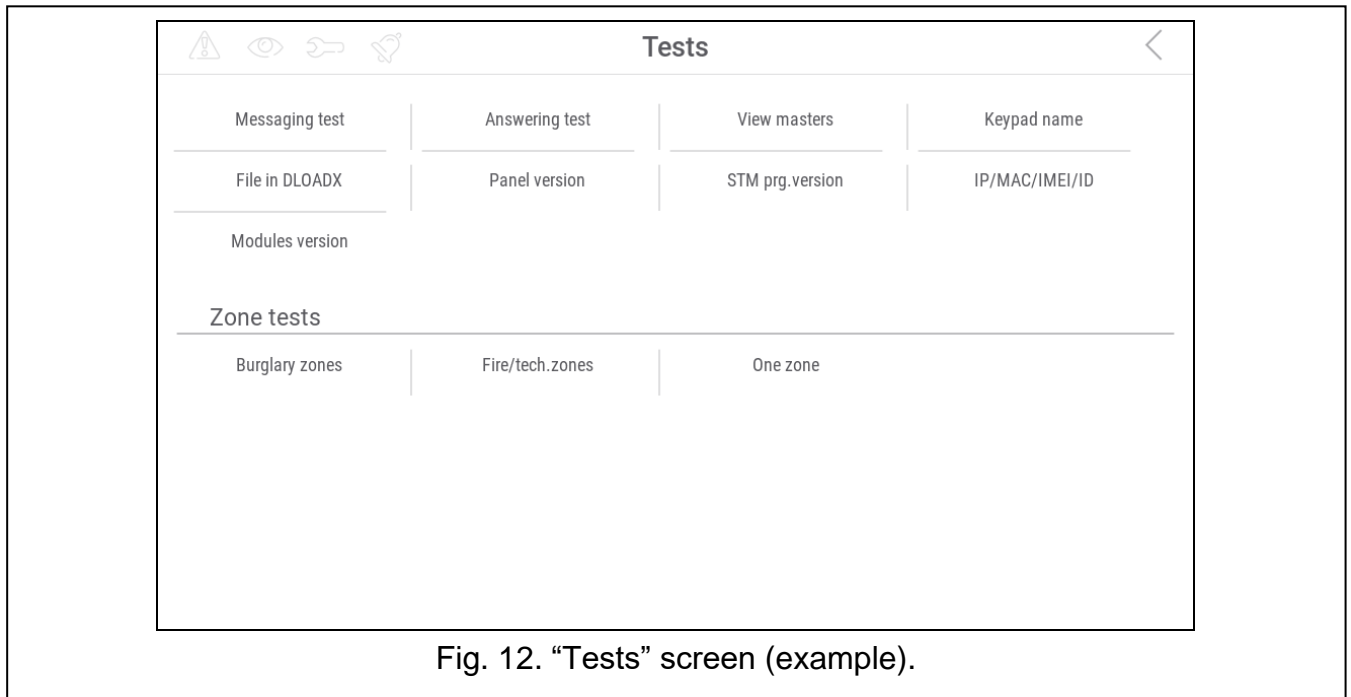 Tests
Messaging test Answering test View masters Keypad name
File in DLOADX Panel version STM prg.version IP/MAC/IMEI/ID
Modules version
Zone tests
Burglary zones Fire/tech.zones One zone
Fig. 12. “Tests” screen (example).